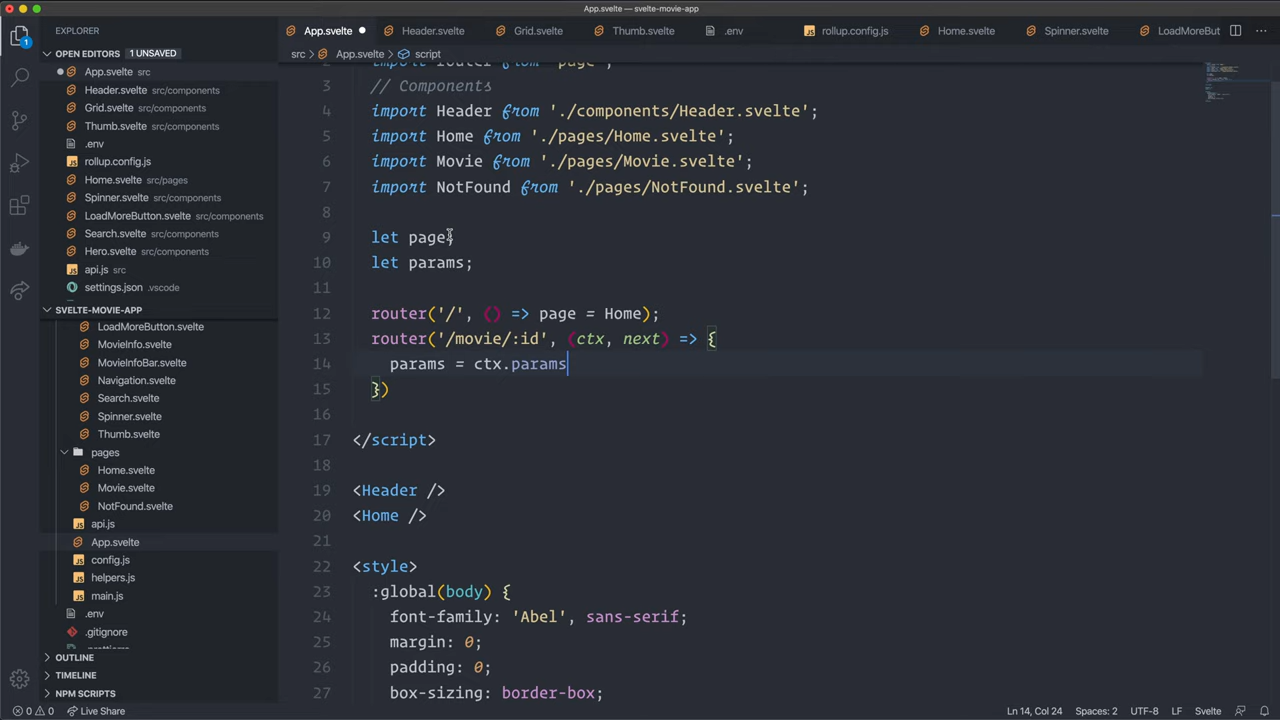 App.svelte — svelte-movie-app
EXPLORER
App.svelte
Header.svelte
Grid.svelte
Thumb.svelte
.env
rollup.config.js
Home.svelte
Spinner.svelte
LoadMoreBut
OPEN EDITORS 1 UNSAVED
src > App.svelte > script
App.svelte src
Header.svelte src/components
Grid.svelte src/components
Thumb.svelte src/components
.env
rollup.config.js
Home.svelte src/pages
Spinner.svelte src/components
LoadMoreButton.svelte src/components
Search.svelte src/components
Hero.svelte src/components
api.js src
settings.json .vscode
SVELTE-MOVIE-APP
LoadMoreButton.svelte
MovieInfo.svelte
MovieInfoBar.svelte
Navigation.svelte
Search.svelte
Spinner.svelte
Thumb.svelte
pages
Home.svelte
Movie.svelte
NotFound.svelte
api.js
App.svelte
config.js
helpers.js
main.js
.env
.gitignore
OUTLINE
TIMELINE
NPM SCRIPTS
2 import router from 'page';
3 // Components
4 import Header from './components/Header.svelte';
5 import Home from './pages/Home.svelte';
6 import Movie from './pages/Movie.svelte';
7 import NotFound from './pages/NotFound.svelte';
8
9 let page;
10 let params;
11
12 router('/', () => page = Home);
13 router('/movie/:id', (ctx, next) => {
14 params = ctx.params
15 })
16
17 </script>
18
19 <Header />
20 <Home />
21
22 <style>
23 :global(body) {
24 font-family: 'Abel', sans-serif;
25 margin: 0;
26 padding: 0;
27 box-sizing: border-box;
1
0 0 Live Share
Ln 14, Col 24 Spaces: 2 UTF-8 LF Svelte